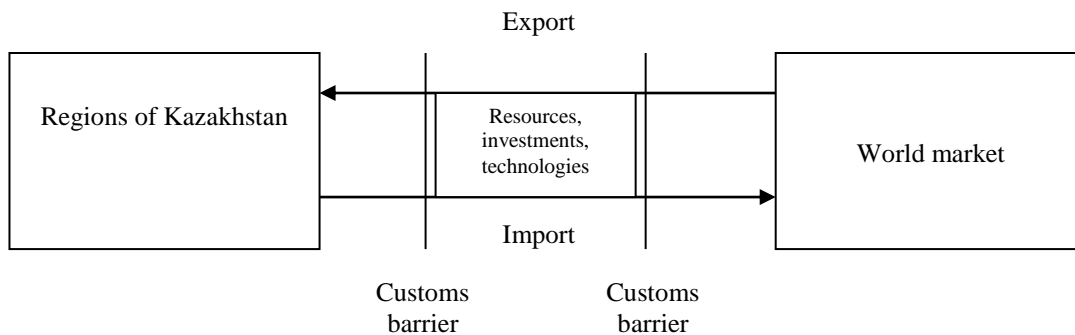 Export
Regions of Kazakhstan
Resources,
investments,
technologies
World market
Import
Customs
barrier
Customs
barrier